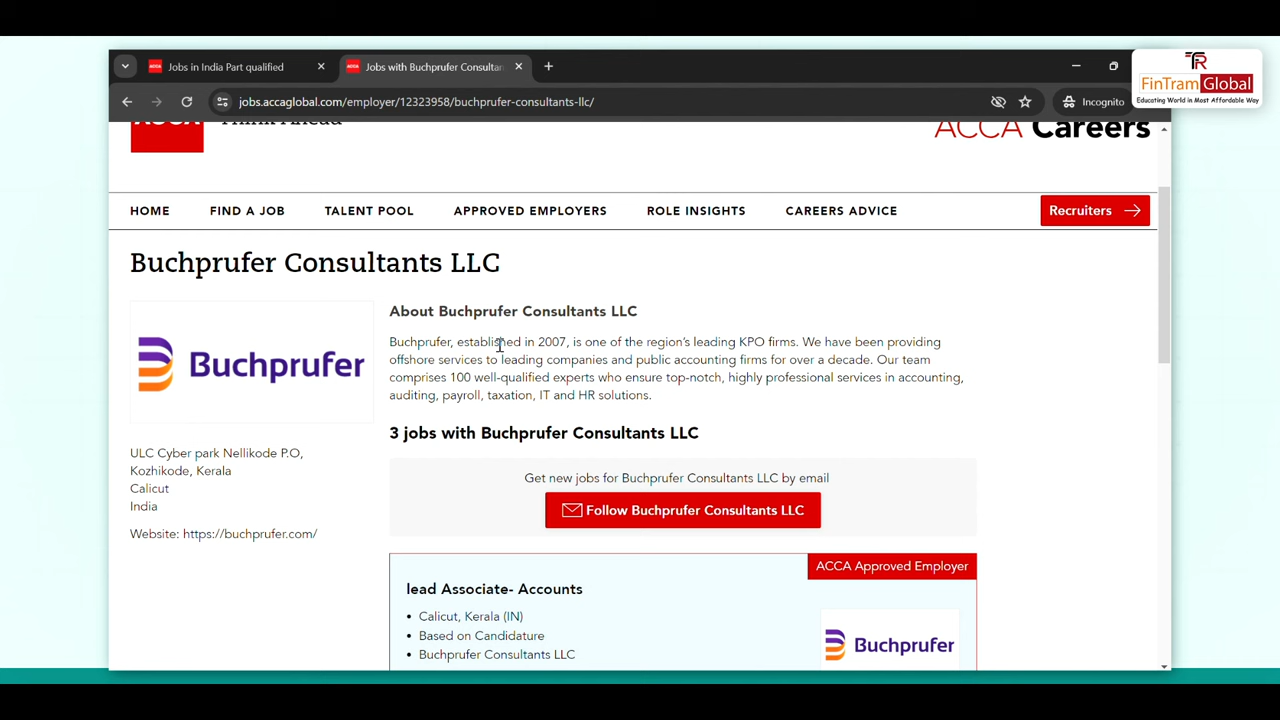 Jobs in India Part qualified
Jobs with Buchprufer Consultan
FinTram Global
Educating World in Most Affordable Way
jobs.accaglobal.com/employer/12323958/buchprufer-consultants-llc/
Incognito
ACCA Careers
HOME FIND A JOB TALENT POOL APPROVED EMPLOYERS ROLE INSIGHTS CAREERS ADVICE Recruiters
Buchprufer Consultants LLC
Buchprufer
About Buchprufer Consultants LLC
Buchprufer, established in 2007, is one of the region's leading KPO firms. We have been providing
offshore services to leading companies and public accounting firms for over a decade. Our team
comprises 100 well-qualified experts who ensure top-notch, highly professional services in accounting,
auditing, payroll, taxation, IT and HR solutions.
ULC Cyber park Nellikode P.O,
Kozhikode, Kerala
Calicut
India
Website: https://buchprufer.com/
3 jobs with Buchprufer Consultants LLC
Get new jobs for Buchprufer Consultants LLC by email
Follow Buchprufer Consultants LLC
ACCA Approved Employer
lead Associate- Accounts
• Calicut, Kerala (IN)
• Based on Candidature
• Buchprufer Consultants LLC
Buchprufer